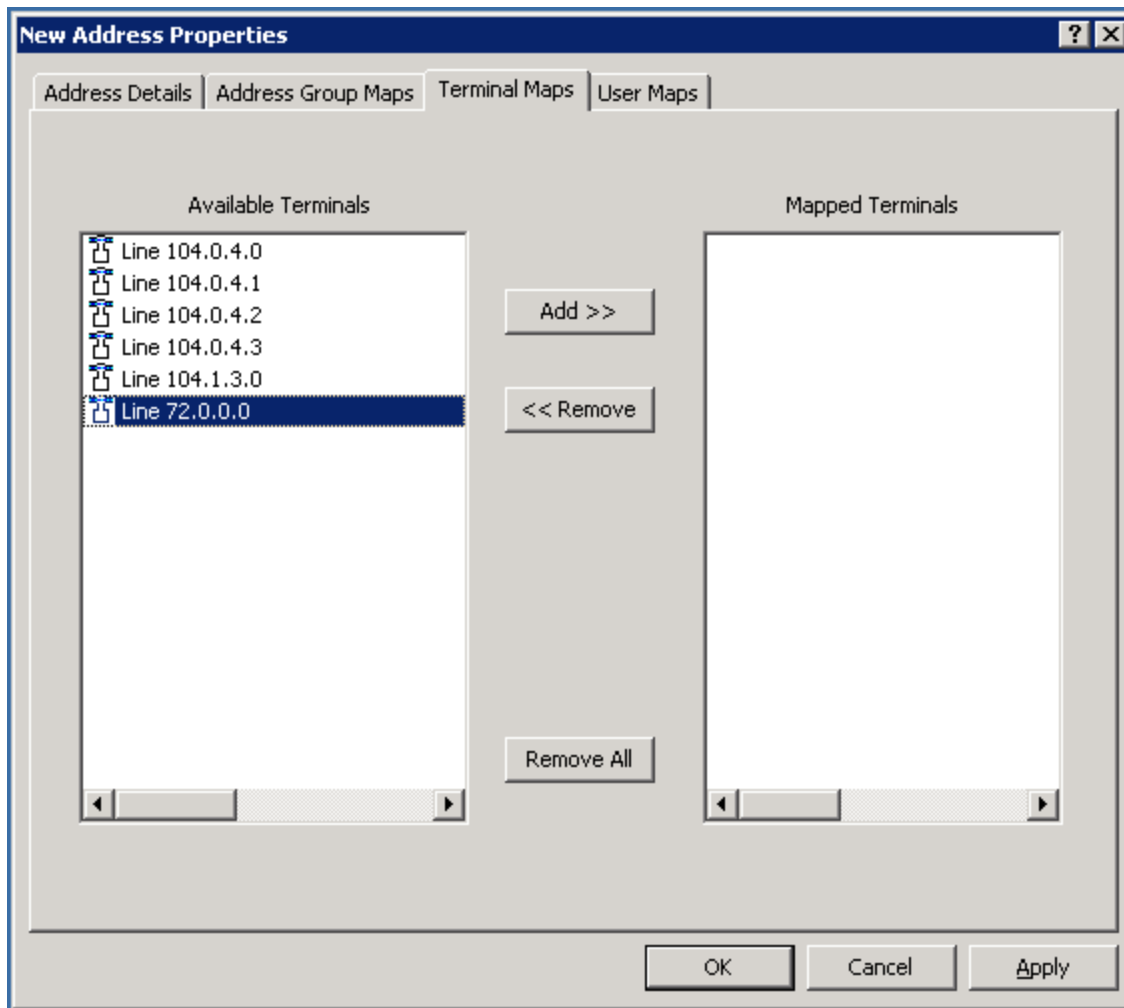 New Address Properties
Address Details
Address Group Maps
Terminal Maps
User Maps
Available Terminals
Mapped Terminals
Line 104.0.4.0
Line 104.0.4.1
Line 104.0.4.2
Line 104.0.4.3
Line 104.1.3.0
Line 72.0.0.0
Add >>
<< Remove
Remove All
OK
Cancel
Apply